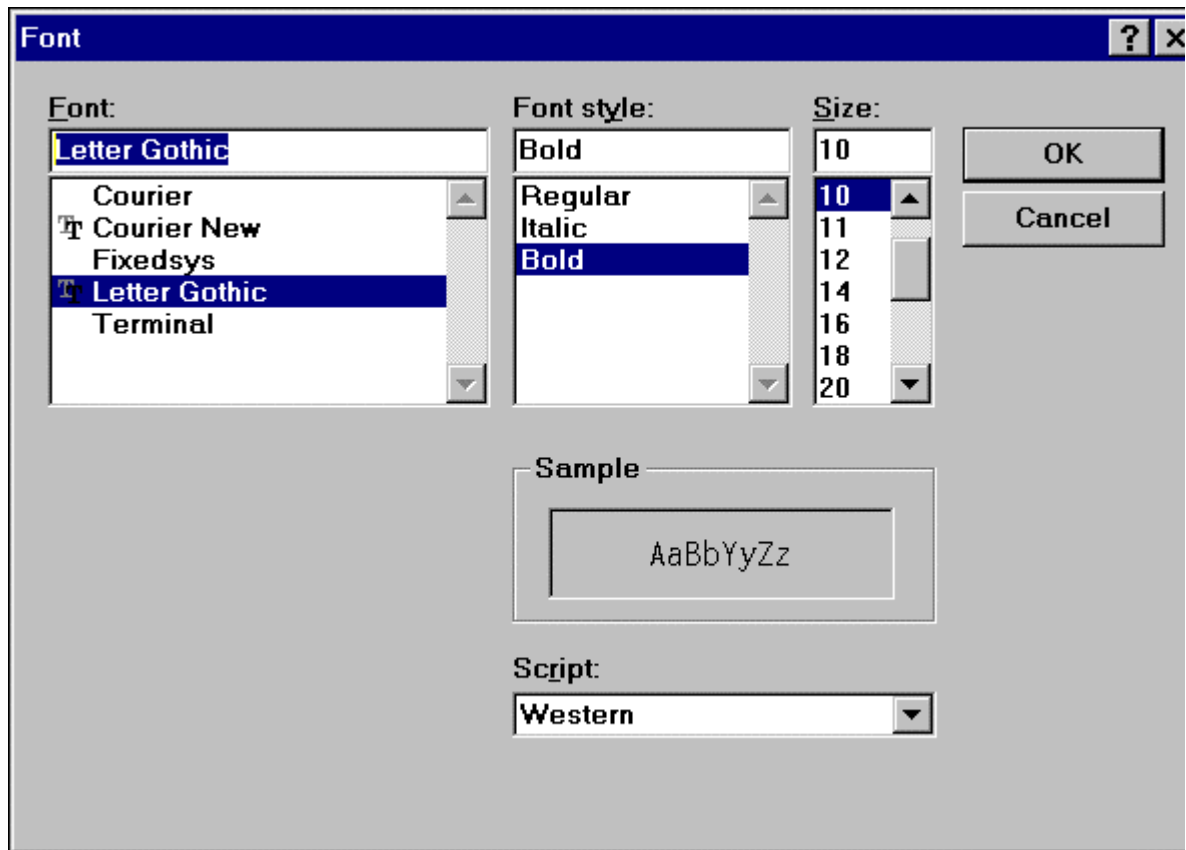 Font
Font:
Letter Gothic
Courier
Courier New
Fixedsys
Letter Gothic
Terminal
Font style:
Bold
Regular
Italic
Bold
Size:
10
10
11
12
14
16
18
20
OK
Cancel
Sample
AaBbYyZz
Script:
Western